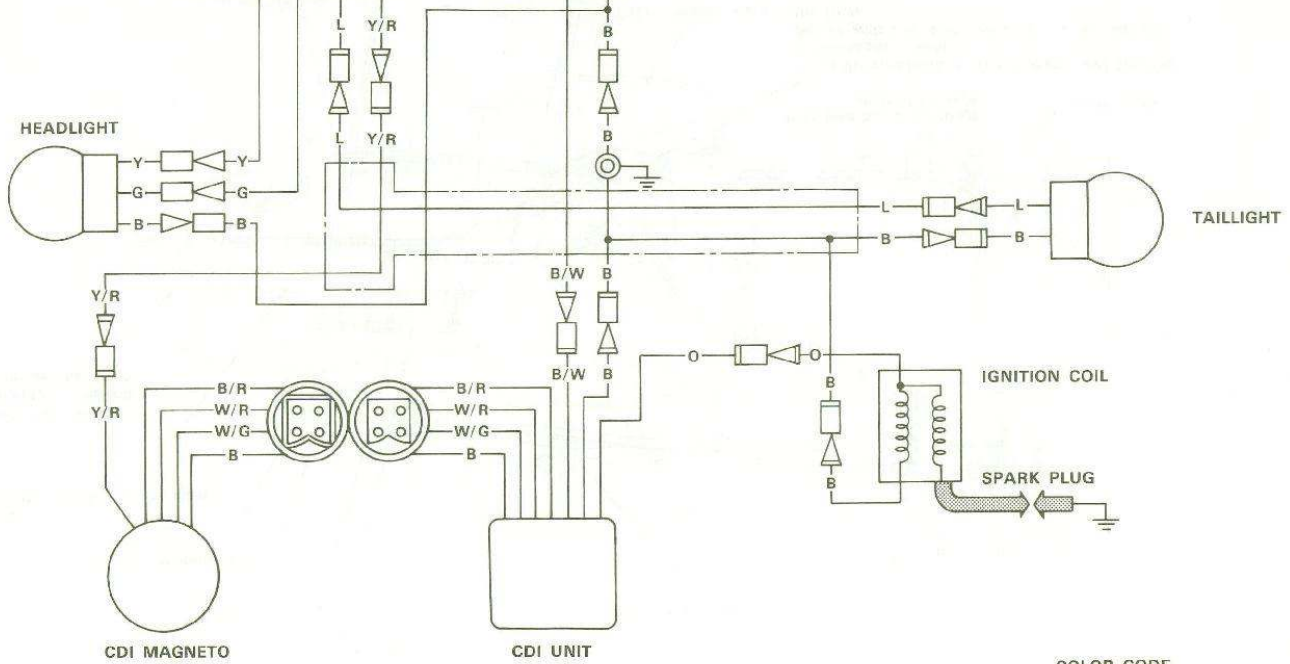 L
Y/R
B
HEADLIGHT
L
Y/R
B
Y
Y
G
G
B
B
L
L
B
B
TAILLIGHT
B/W
B
Y/R
B/W
B
O
O
IGNITION COIL
Y/R
B/R
B/R
W/R
W/R
W/G
W/G
B
B
B
B
SPARK PLUG
CDI MAGNETO
CDI UNIT
COLOR CODE